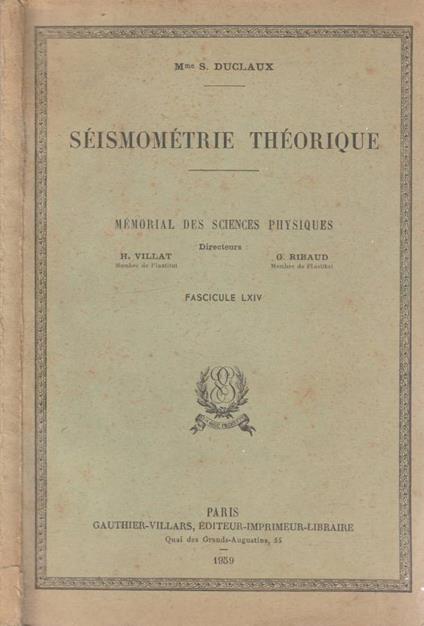 Mme S. DUCLAUX
SÉISMOMÉTRIE THÉORIQUE
MÉMORIAL DES SCIENCES PHYSIQUES
Directeurs :
H. VILLAT G. RIBAUD
Membre de l'Institut Membre de l'Institut
FASCICULE LXIV
PARIS
GAUTHIER-VILLARS, ÉDITEUR-IMPRIMEUR-LIBRAIRE
Quai des Grands-Augustins, 55
1959